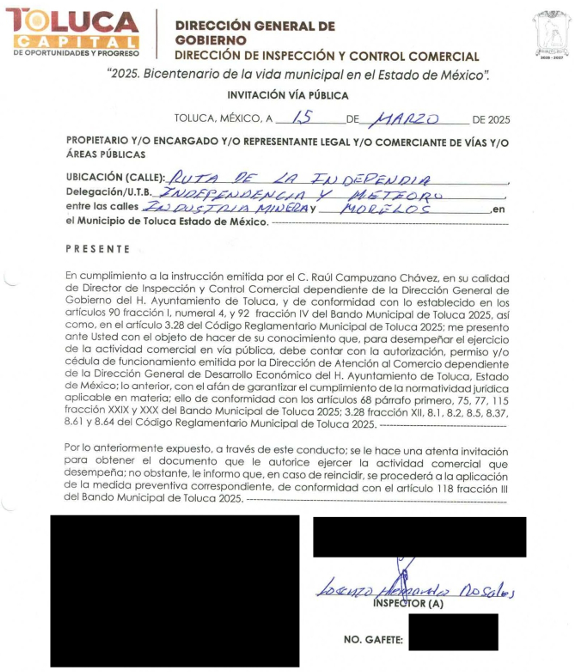 TOLUCA
CAPITAL
DE OPORTUNIDADES Y PROGRESO
DIRECCIÓN GENERAL DE
GOBIERNO
DIRECCIÓN DE INSPECCIÓN Y CONTROL COMERCIAL
“2025. Bicentenario de la vida municipal en el Estado de México”.
INVITACIÓN VÍA PÚBLICA
TOLUCA, MÉXICO, A 15 DE MARZO DE 2025
PROPIETARIO Y/O ENCARGADO Y/O REPRESENTANTE LEGAL Y/O COMERCIANTE DE VÍAS Y/O
ÁREAS PÚBLICAS
UBICACIÓN (CALLE): RUTA DE LA INDEPENDIA,
Delegación/U.T.B. INDEPENDENCIA Y METEORO,
entre las calles INDUSTRIA MINERA y MORELOS, en
el Municipio de Toluca Estado de México.
P R E S E N T E
En cumplimiento a la instrucción emitida por el C. Raúl Campuzano Chávez, en su calidad
de Director de Inspección y Control Comercial dependiente de la Dirección General de
Gobierno del H. Ayuntamiento de Toluca, y de conformidad con lo establecido en los
artículos 90 fracción I, numeral 4, y 92 fracción IV del Bando Municipal de Toluca 2025, así
como, en el artículo 3.28 del Código Reglamentario Municipal de Toluca 2025; me presento
ante Usted con el objeto de hacer de su conocimiento que, para desempeñar el ejercicio
de la actividad comercial en vía pública, debe contar con la autorización, permiso y/o
cédula de funcionamiento emitida por la Dirección de Atención al Comercio dependiente
de la Dirección General de Desarrollo Económico del H. Ayuntamiento de Toluca, Estado
de México; lo anterior, con el afán de garantizar el cumplimiento de la normatividad jurídica
aplicable en materia; ello de conformidad con los artículos 68 párrafo primero, 75, 77, 115
fracción XXIX y XXX del Bando Municipal de Toluca 2025; 3.28 fracción XII, 8.1, 8.2, 8.5, 8.37,
8.61 y 8.64 del Código Reglamentario Municipal de Toluca 2025.
Por lo anteriormente expuesto, a través de este conducto; se le hace una atenta invitación
para obtener el documento que le autorice ejercer la actividad comercial que
desempeña; no obstante, le informo que, en caso de reincidir, se procederá a la aplicación
de la medida preventiva correspondiente, de conformidad con el artículo 118 fracción III
del Bando Municipal de Toluca 2025.
Lorenzo Hernandez Rosales
INSPECTOR (A)
NO. GAFETE: